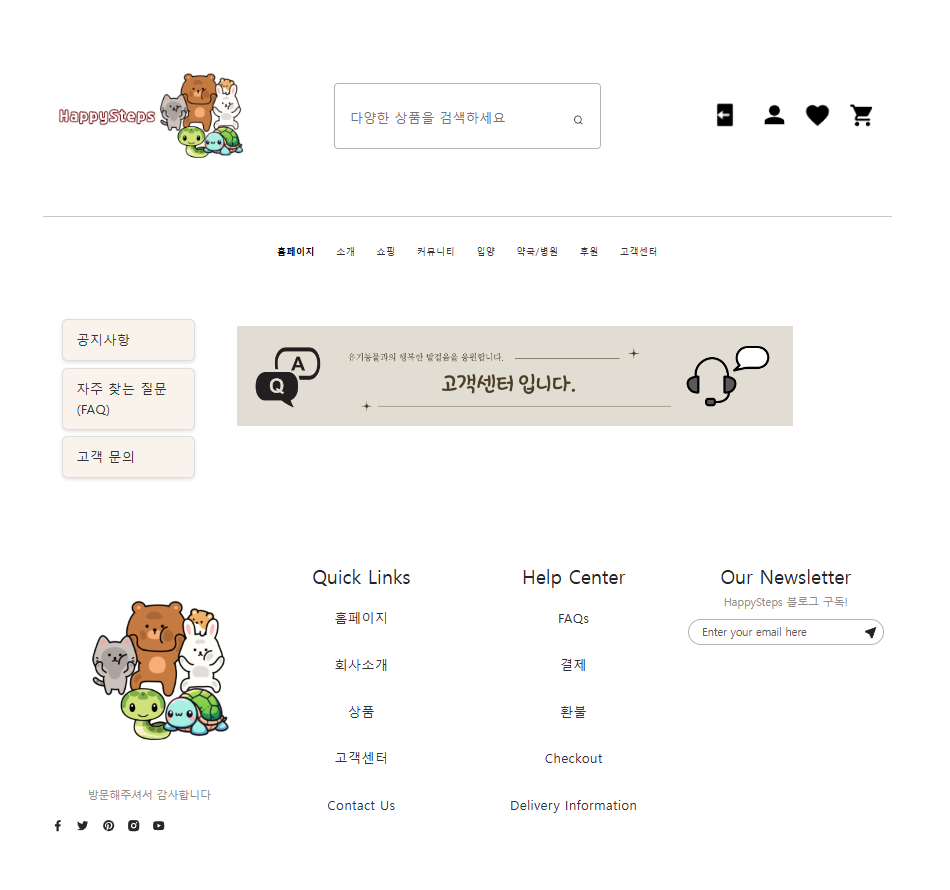 HappySteps
다양한 상품을 검색하세요
홈페이지 소개 쇼핑 커뮤니티 입양 약국/병원 후원 고객센터
공지사항
자주 찾는 질문
(FAQ)
고객 문의
A
Q
유기동물과의 행복한 발걸음을 응원합니다.
고객센터 입니다.
Quick Links
홈페이지
회사소개
상품
고객센터
Contact Us
Help Center
FAQs
결제
환불
Checkout
Delivery Information
Our Newsletter
HappySteps 블로그 구독!
Enter your email here
방문해주셔서 감사합니다